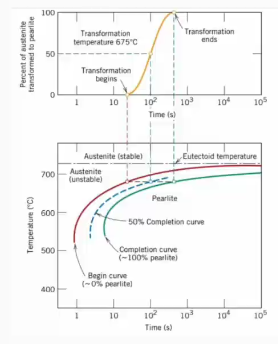 Percent of austenite
transformed to pearlite
100
50
0
Transformation
temperature 675°C
Transformation
begins
Transformation
ends
1 10 10² 10³ 10⁴ 10⁵
Time (s)
Austenite (stable)
Eutectoid temperature
Austenite
(unstable)
Pearlite
50% Completion curve
Completion curve
(~100% pearlite)
Begin curve
(~0% pearlite)
Temperature (°C)
700
600
500
400
1 10 10² 10³ 10⁴ 10⁵
Time (s)